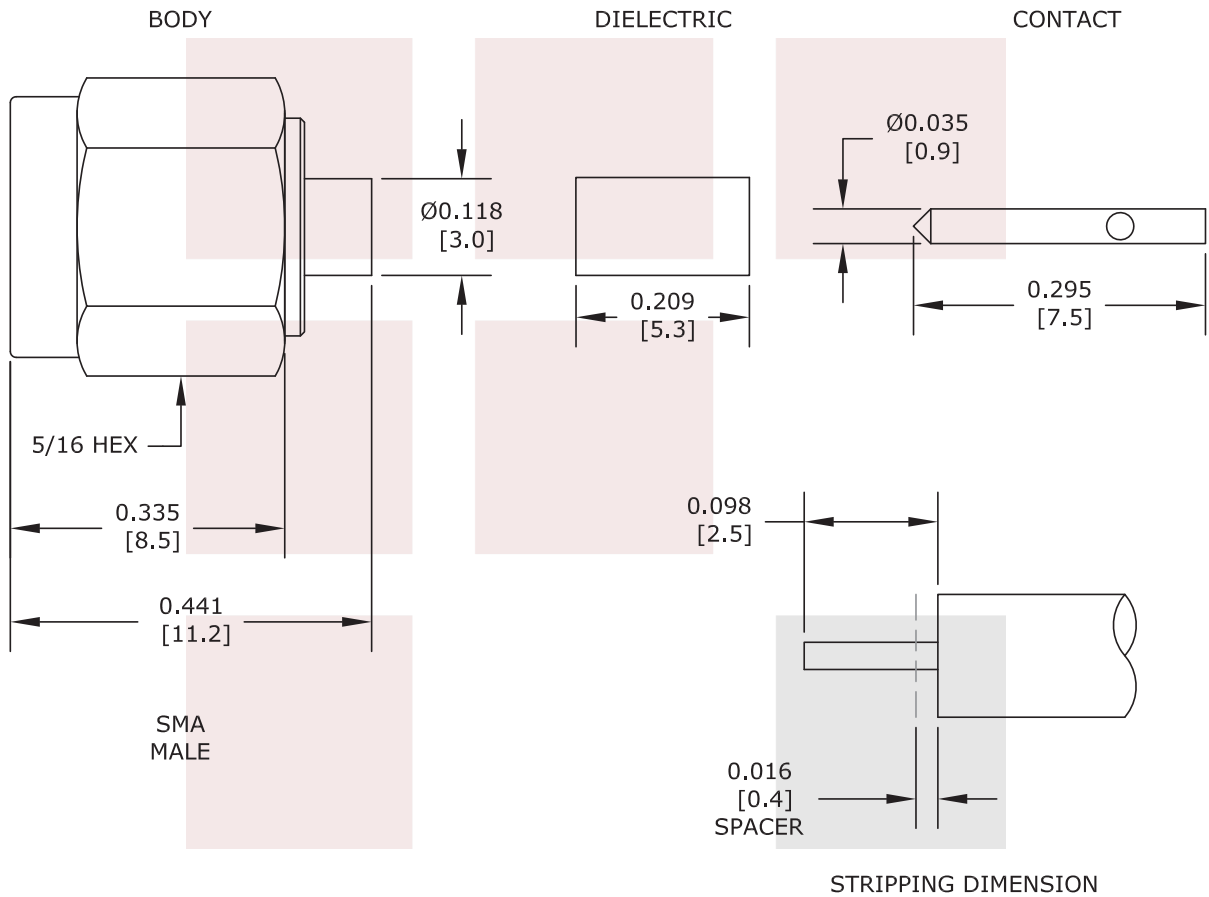 BODY
DIELECTRIC
CONTACT
Ø0.035
[0.9]
Ø0.118
[3.0]
0.209
[5.3]
0.295
[7.5]
5/16 HEX
0.335
[8.5]
0.441
[11.2]
SMA
MALE
0.098
[2.5]
0.016
[0.4]
SPACER
STRIPPING DIMENSION